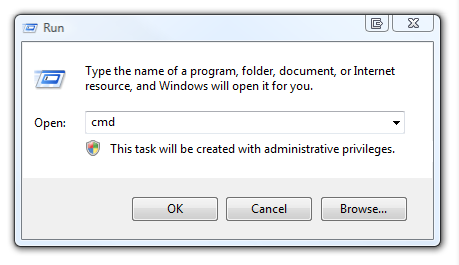 Run
Type the name of a program, folder, document, or Internet
resource, and Windows will open it for you.
Open:
cmd
This task will be created with administrative privileges.
OK
Cancel
Browse...